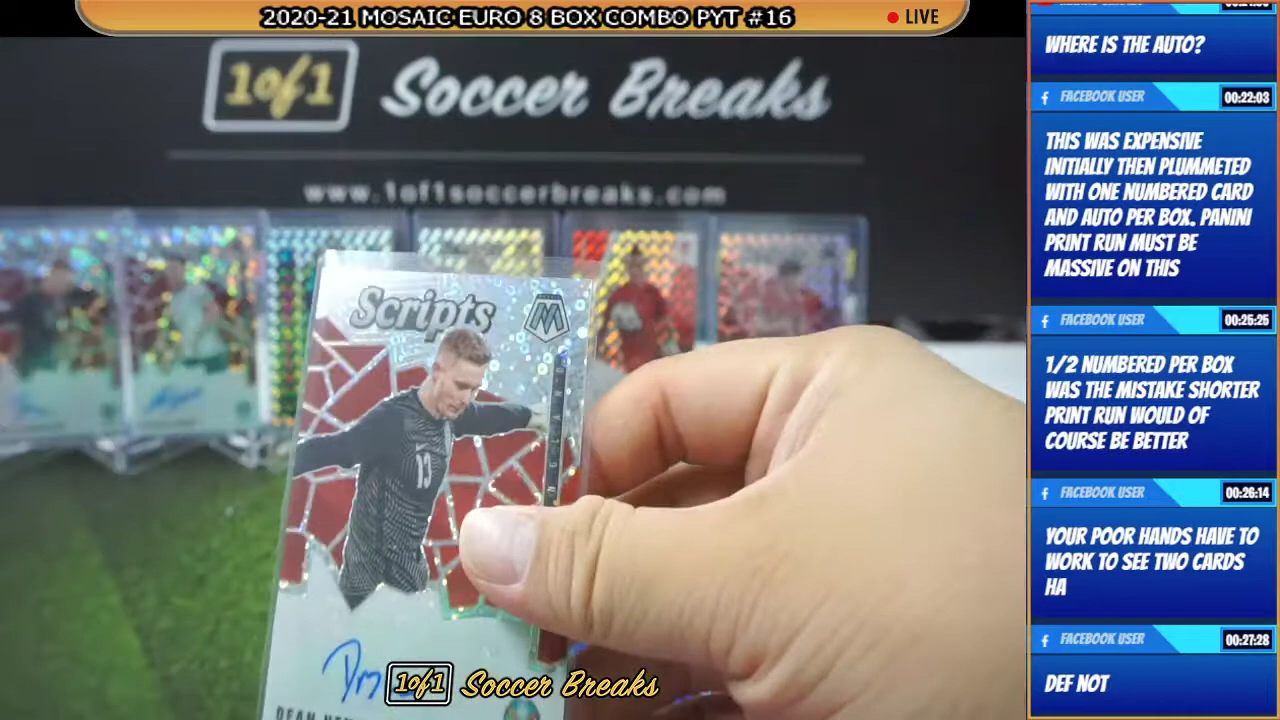 2020-21 MOSAIC EURO 8 BOX COMBO PYT #16
LIVE
1of1 Soccer Breaks
www.1of1soccerbreaks.com
Scripts
13
DEAN
1of1 Soccer Breaks
WHERE IS THE AUTO?
FACEBOOK USER 00:22:03
THIS WAS EXPENSIVE
INITIALLY THEN PLUMMETED
WITH ONE NUMBERED CARD
AND AUTO PER BOX. PANINI
PRINT RUN MUST BE
MASSIVE ON THIS
FACEBOOK USER 00:25:25
1/2 NUMBERED PER BOX
WAS THE MISTAKE SHORTER
PRINT RUN WOULD OF
COURSE BE BETTER
FACEBOOK USER 00:26:14
YOUR POOR HANDS HAVE TO
WORK TO SEE TWO CARDS
HA
FACEBOOK USER 00:27:28
DEF NOT